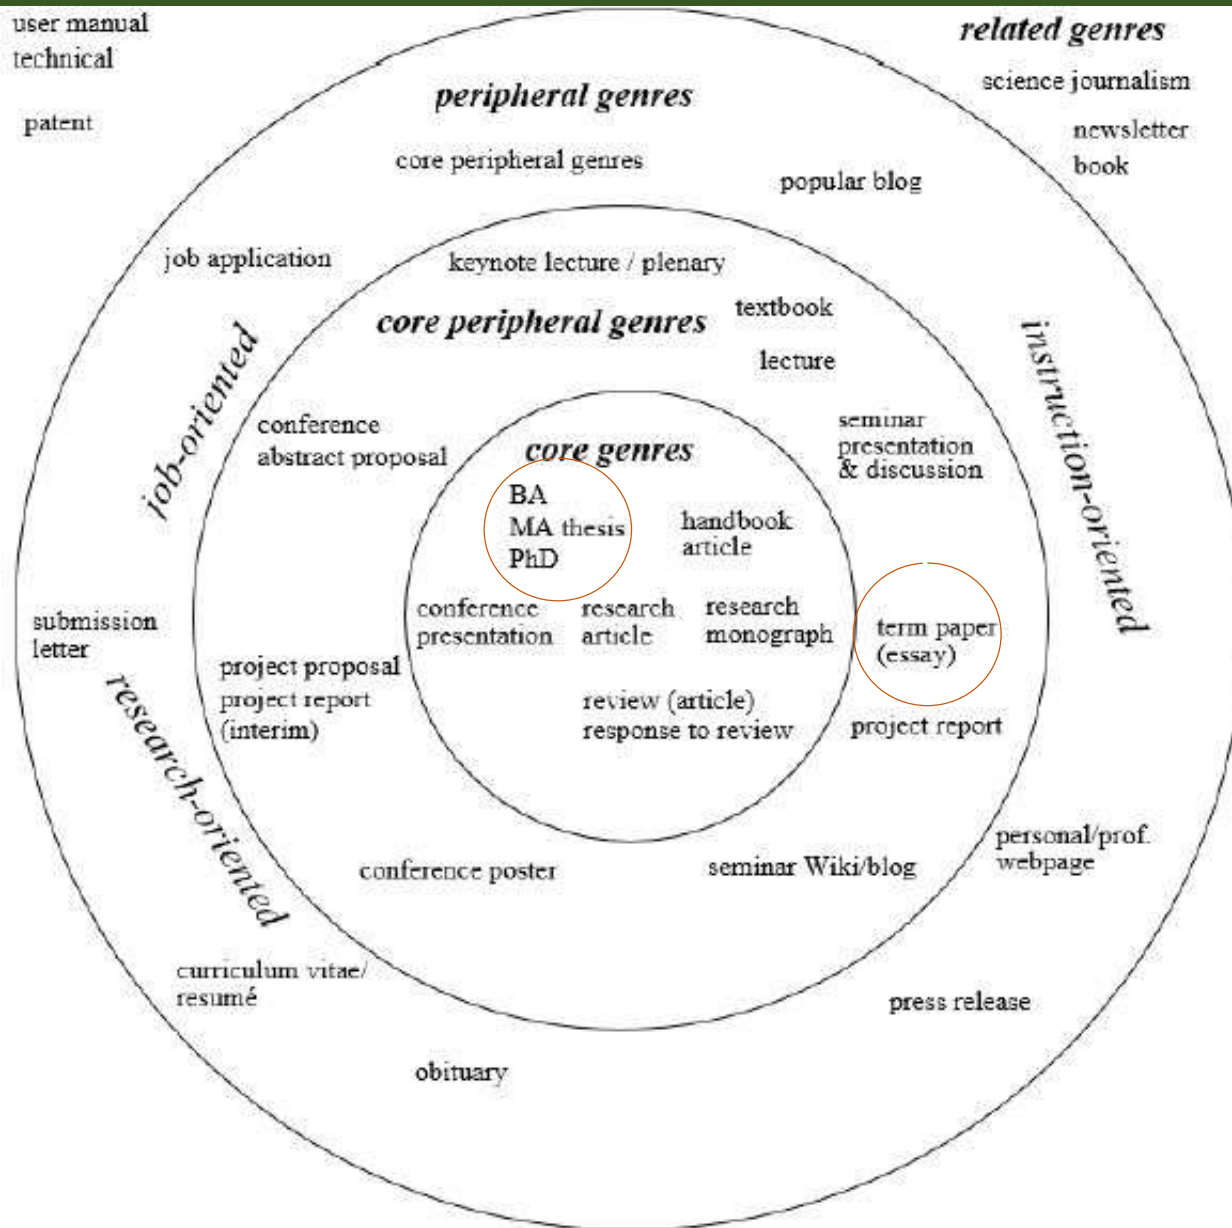 user manual
technical
patent
related genres
science journalism
newsletter
book
peripheral genres
core peripheral genres
popular blog
job application
keynote lecture / plenary
textbook
core peripheral genres
lecture
job-oriented
instruction-oriented
conference
abstract proposal
seminar
presentation
& discussion
core genres
BA
MA thesis
PhD
handbook
article
conference
presentation
research
article
research
monograph
term paper
(essay)
submission
letter
project proposal
project report
(interim)
review (article)
response to review
project report
research-oriented
personal/prof.
webpage
conference poster
seminar Wiki/blog
curriculum vitae/
resumé
press release
obituary